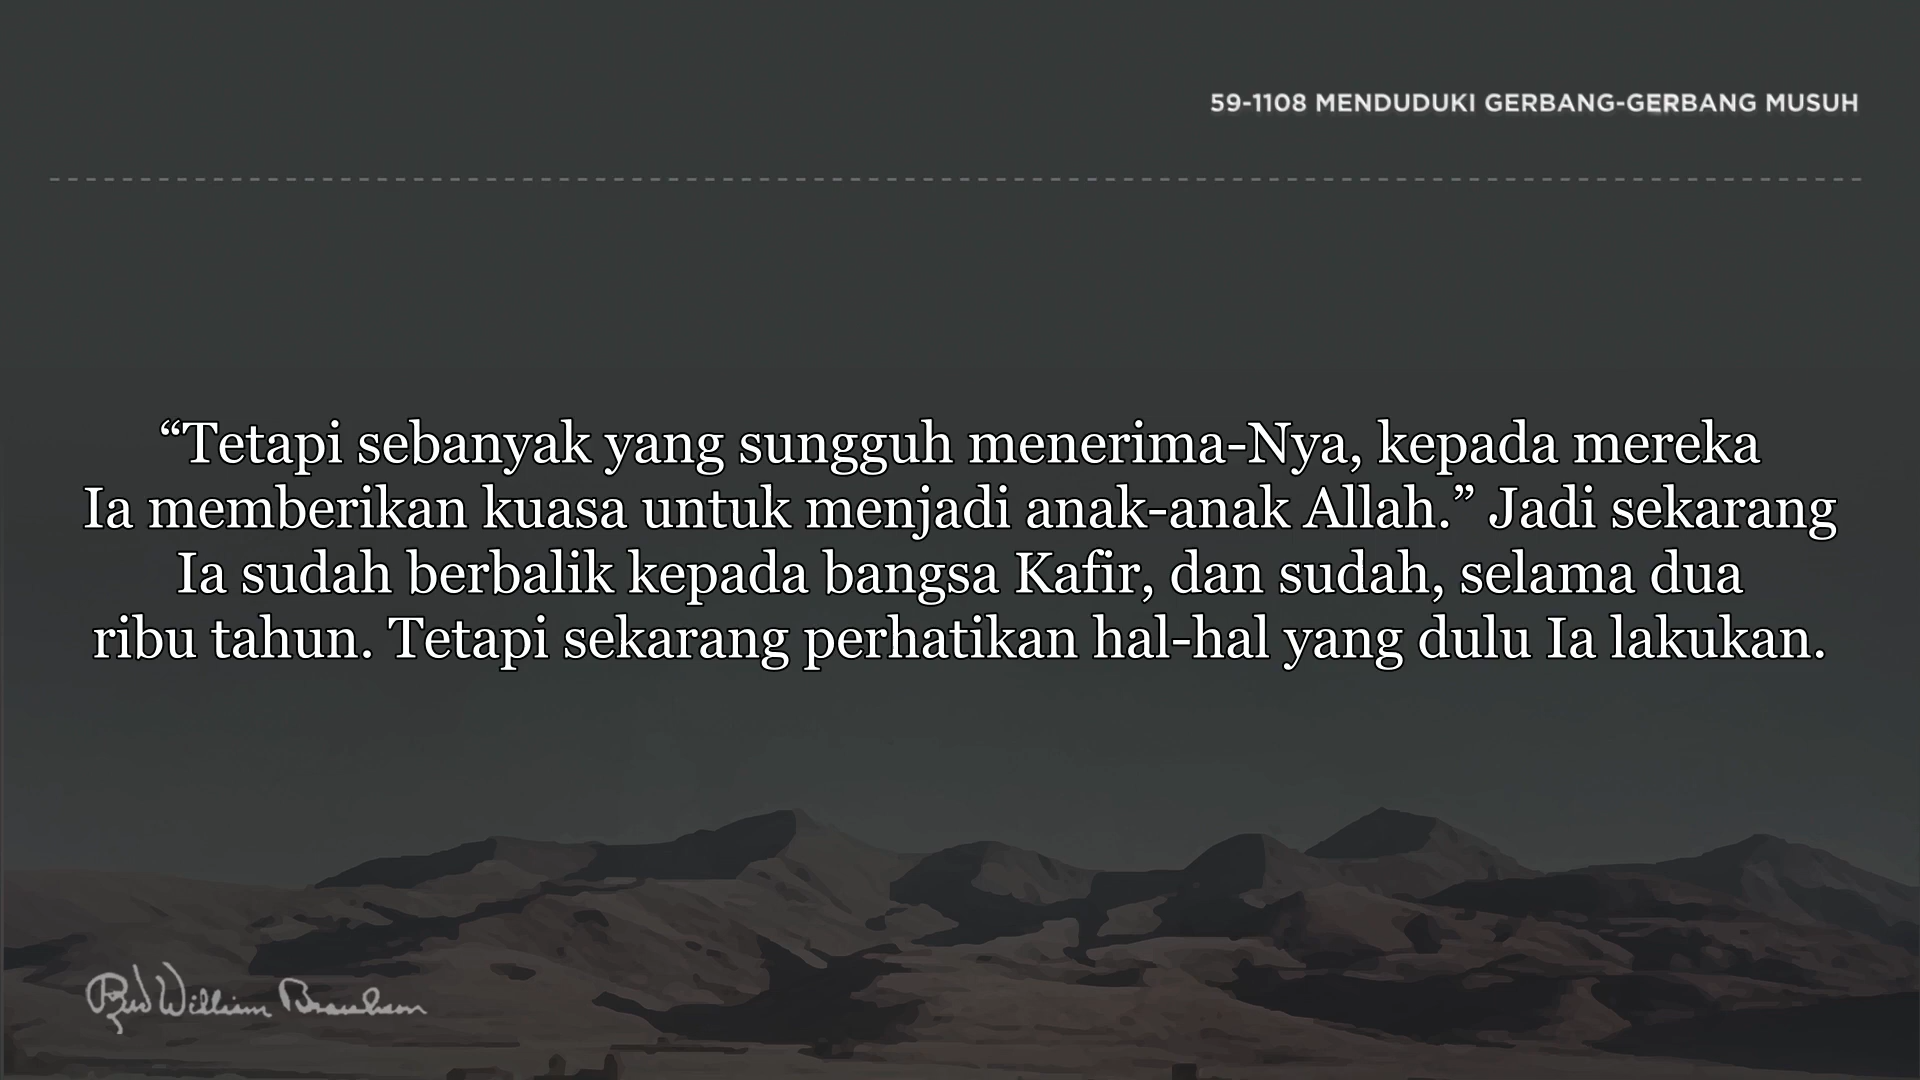 59-1108 MENDUDUKI GERBANG-GERBANG MUSUH
“Tetapi sebanyak yang sungguh menerima-Nya, kepada mereka
Ia memberikan kuasa untuk menjadi anak-anak Allah.” Jadi sekarang
Ia sudah berbalik kepada bangsa Kafir, dan sudah, selama dua
ribu tahun. Tetapi sekarang perhatikan hal-hal yang dulu Ia lakukan.
William Branham